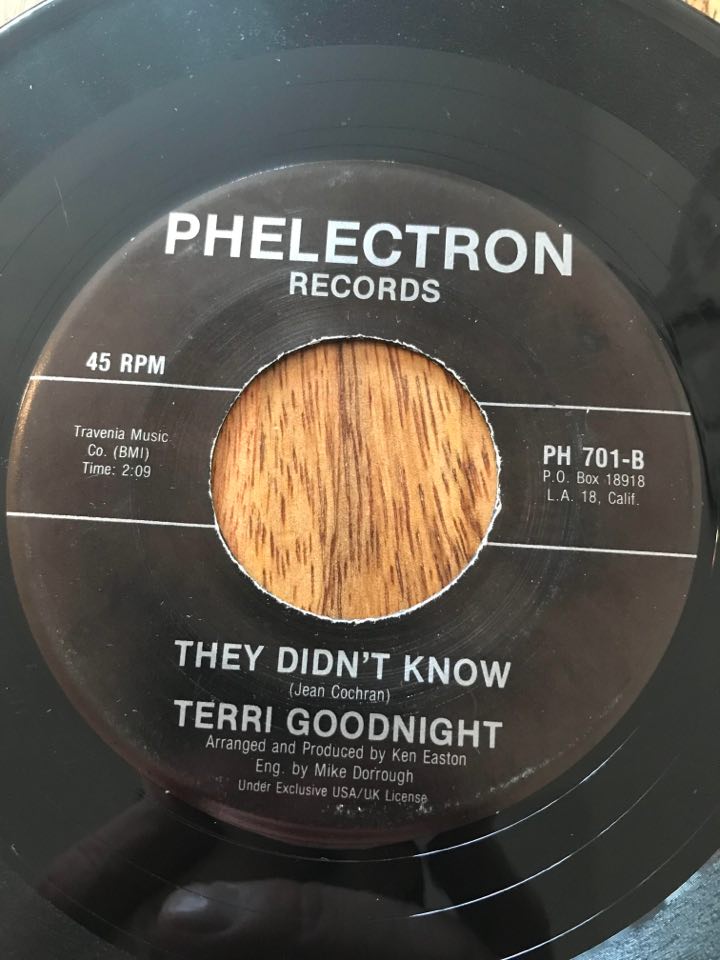 PHELECTRON
RECORDS
45 RPM
Travenia Music
Co. (BMI)
Time: 2:09
PH 701-B
P.O. Box 18918
L.A. 18, Calif.
THEY DIDN'T KNOW
(Jean Cochran)
TERRI GOODNIGHT
Arranged and Produced by Ken Easton
Eng. by Mike Dorrough
Under Exclusive USA/UK License